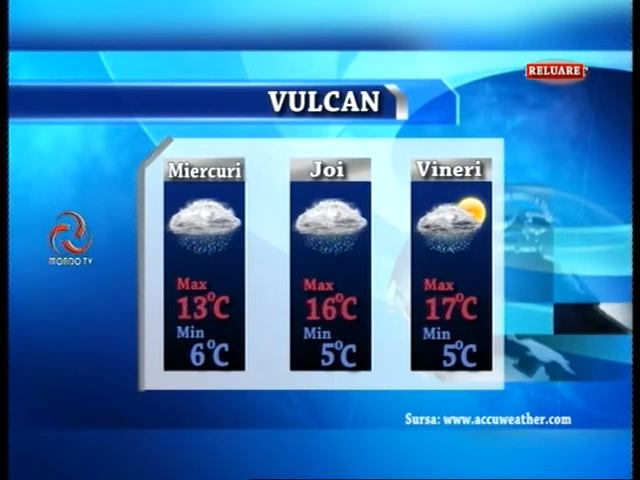 RELUARE
VULCAN
Miercuri
Joi
Vineri
Max
13°C
Min
6°C
Max
16°C
Min
5°C
Max
17°C
Min
5°C
MONDO TV
Sursa: www.accuweather.com